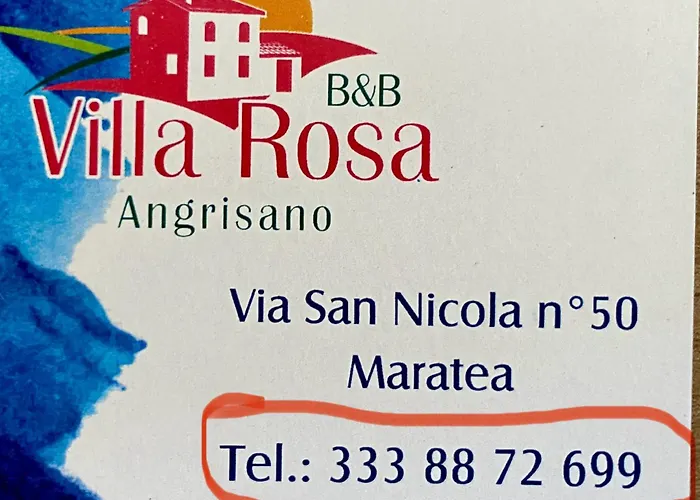 B&B
Villa Rosa
Angrisano
Via San Nicola n°50
Maratea
Tel.: 333 88 72 699